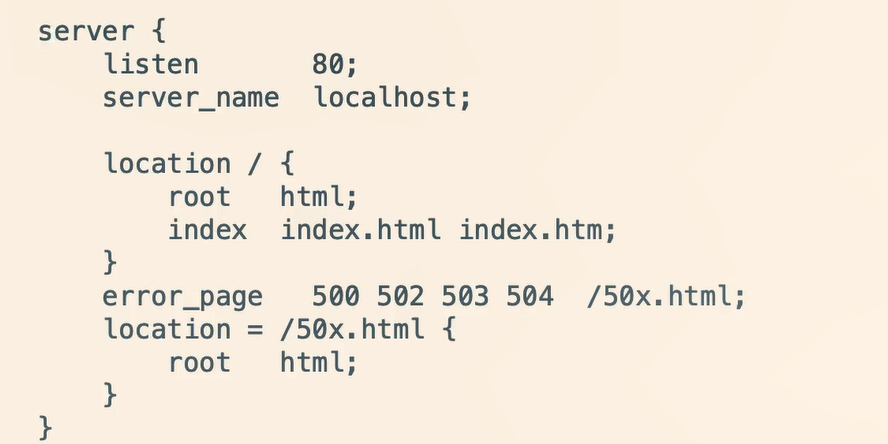 server {
    listen       80;
    server_name  localhost;

    location / {
        root   html;
        index  index.html index.htm;
    }
    error_page   500 502 503 504  /50x.html;
    location = /50x.html {
        root   html;
    }
}